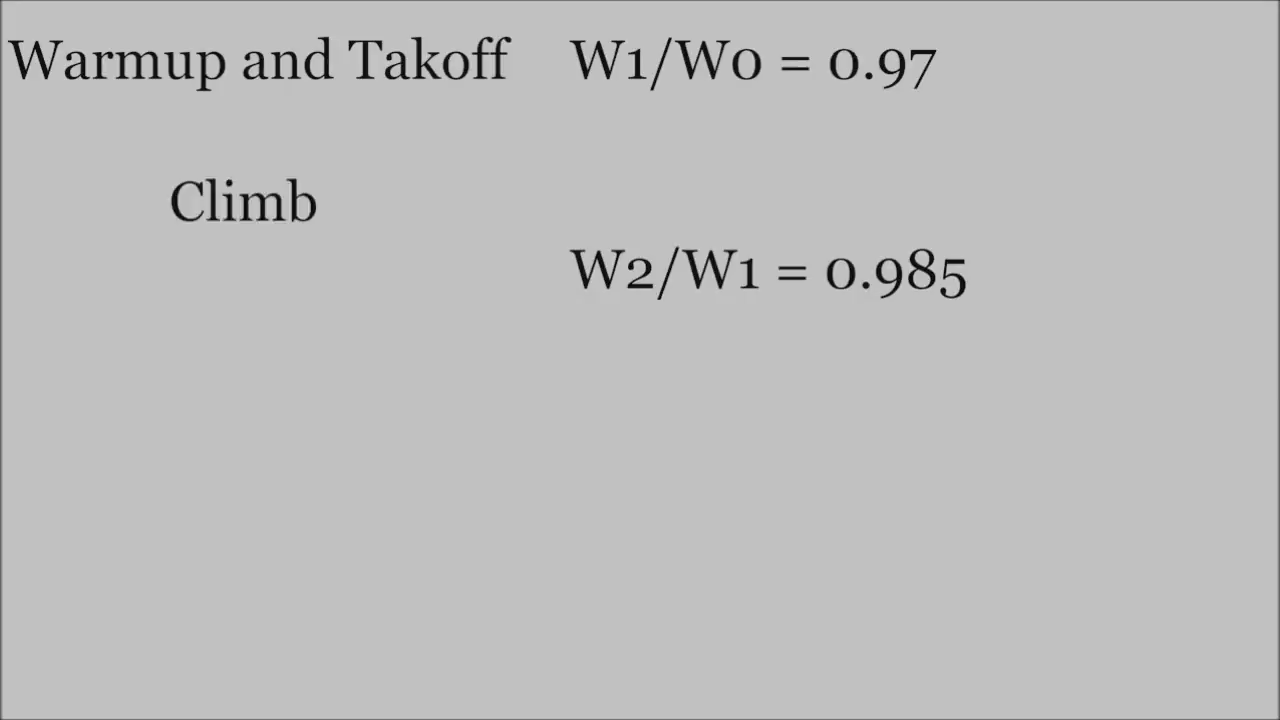 Warmup and Takoff W1/W0 = 0.97
Climb
W2/W1 = 0.985